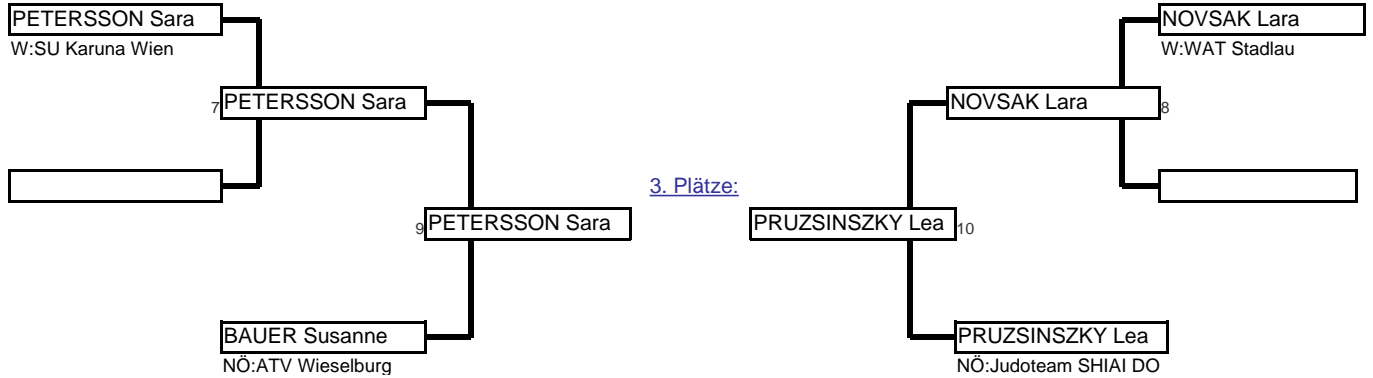 PETERSSON Sara
NOVSAK Lara
W:SU Karuna Wien
W:WAT Stadlau
7 PETERSSON Sara
NOVSAK Lara 8
3. Plätze:
9 PETERSSON Sara
PRUZSINSZKY Lea 10
BAUER Susanne
PRUZSINSZKY Lea
NÖ:ATV Wieselburg
NÖ:Judoteam SHIAI DO